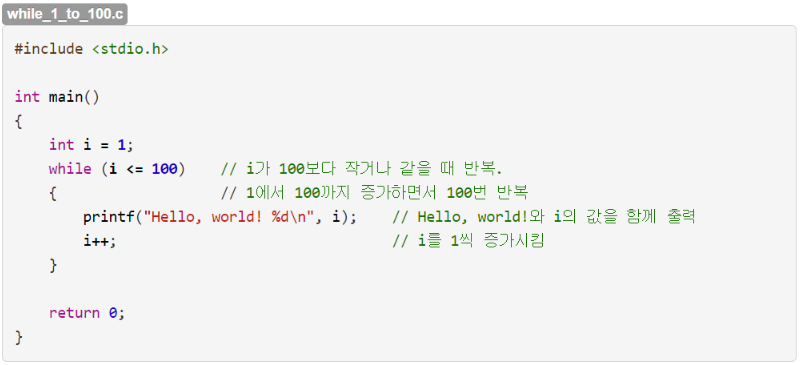 while_1_to_100.c
#include <stdio.h>
int main()
{
    int i = 1;
    while (i <= 100)    // i가 100보다 작거나 같을 때 반복.
    {                   // 1에서 100까지 증가하면서 100번 반복
        printf("Hello, world! %d\n", i);    // Hello, world!와 i의 값을 함께 출력
        i++;                                // i를 1씩 증가시킴
    }
    return 0;
}